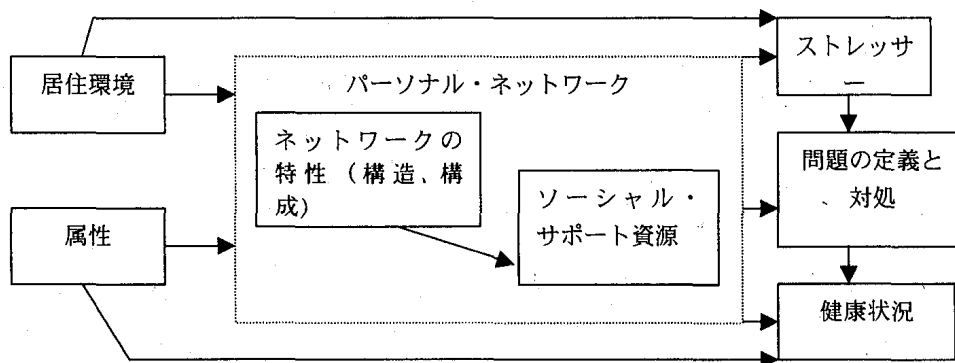 居住環境
属性
パーソナル・ネットワーク
ネットワークの
特性（構造、構
成）
ソーシャル・
サポート資源
ストレッサ
ー
問題の定義と
対処
健康状況